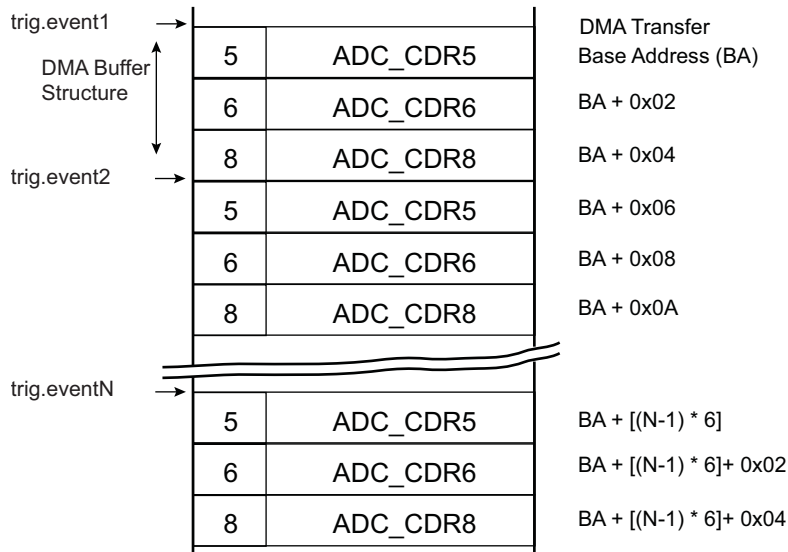 trig.event1
DMA Transfer
Base Address (BA)
DMA Buffer
Structure
5 ADC_CDR5
6 ADC_CDR6 BA + 0x02
8 ADC_CDR8 BA + 0x04
trig.event2
5 ADC_CDR5 BA + 0x06
6 ADC_CDR6 BA + 0x08
8 ADC_CDR8 BA + 0x0A
trig.eventN
5 ADC_CDR5 BA + [(N-1) * 6]
6 ADC_CDR6 BA + [(N-1) * 6]+ 0x02
8 ADC_CDR8 BA + [(N-1) * 6]+ 0x04